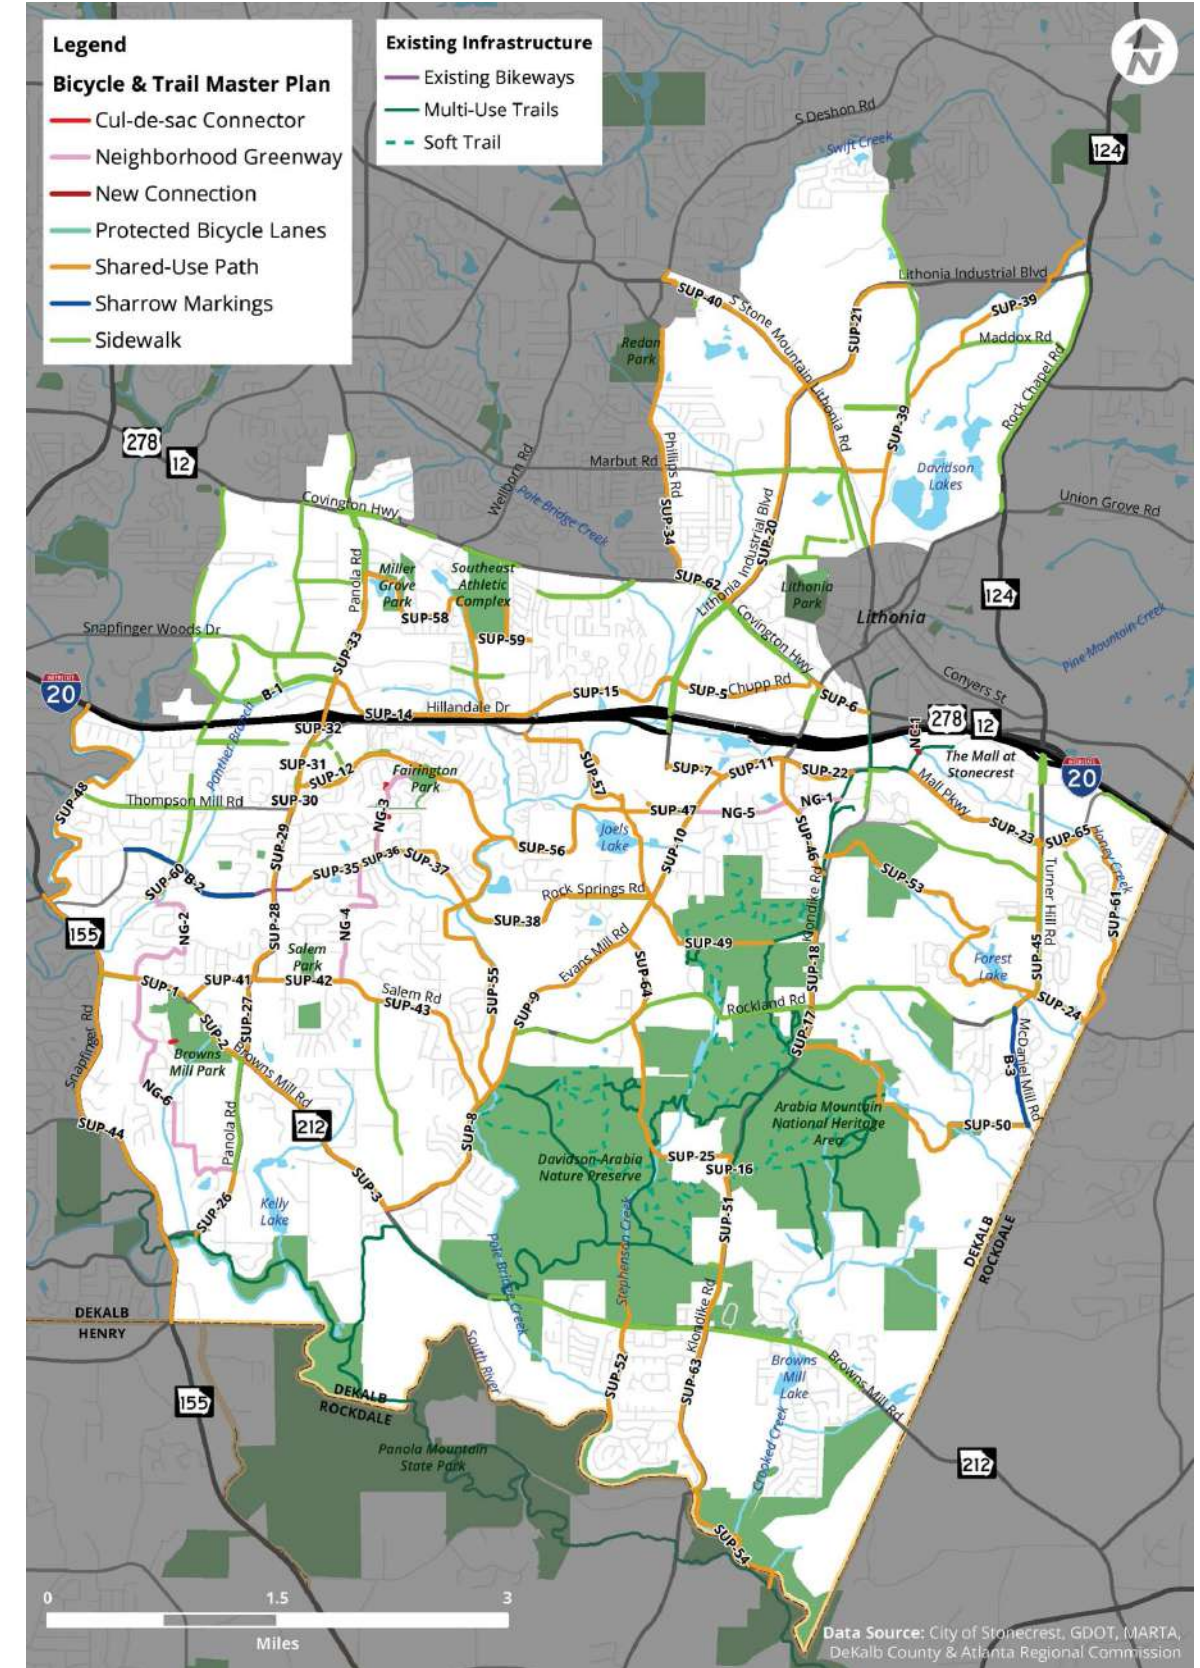 Legend
Bicycle & Trail Master Plan
Cul-de-sac Connector
Neighborhood Greenway
New Connection
Protected Bicycle Lanes
Shared-Use Path
Sharrow Markings
Sidewalk
Existing Infrastructure
Existing Bikeways
Multi-Use Trails
Soft Trail
N
S Deshon Rd
Swift Creek
124
Lithonia Industrial Blvd
SUP-40
S Stone Mountain Lithonia Rd
SUP-21
SUP-39
Maddox Rd
Redan
Park
Rock Chapel Rd
SUP-39
278
12
Wellborn Rd
Marbut Rd
Phillips Rd
Davidson
Lakes
Covington Hwy
Pole Bridge Creek
SUP-34
Lithonia Industrial Blvd
SUP-20
Union Grove Rd
Panola Rd
Miller
Grove
Park
Southeast
Athletic
Complex
SUP-62
Lithonia
Park
124
SUP-58
Lithonia
Pine Mountain Creek
Snapfinger Woods Dr
SUP-33
SUP-59
Covington Hwy
INTERSTATE
20
B-1
SUP-15
SUP-5
Chupp Rd
SUP-6
Conyers St
SUP-14
Hillandale Dr
SUP-32
278
12
NG-1
Panther Branch
SUP-31
SUP-12
Fairington
Park
SUP-57
SUP-7
SUP-11
SUP-22
The Mall at
Stonecrest
INTERSTATE
20
SUP-48
Thompson Mill Rd
SUP-30
NG-3
SUP-47
NG-5
NG-1
Mall Pkwy
SUP-23
SUP-65
Honey Creek
SUP-29
Joels
Lake
SUP-10
SUP-46
SUP-56
SUP-60
B-2
SUP-35
SUP-36
SUP-37
Rock Springs Rd
Klondike Rd
SUP-53
Turner Hill Rd
SUP-61
155
NG-2
SUP-28
NG-4
SUP-38
Evans Mill Rd
SUP-49
Salem
Park
SUP-18
SUP-45
Forest
Lake
SUP-1
SUP-41
SUP-42
Salem Rd
SUP-43
SUP-55
SUP-9
SUP-64
Rockland Rd
SUP-24
Snapfinger Rd
SUP-2
SUP-27
SUP-17
Browns
Mill Park
Browns Mill Rd
B-3
McDaniel Mill Rd
NG-6
Panola Rd
212
SUP-8
Arabia Mountain
National Heritage
Area
SUP-50
SUP-44
Davidson-Arabia
Nature Preserve
SUP-25
SUP-16
SUP-3
SUP-26
Kelly
Lake
SUP-51
Stephenson Creek
Pole Bridge Creek
DEKALB
ROCKDALE
DEKALB
HENRY
Klondike Rd
South River
SUP-52
SUP-63
Browns
Mill
Lake
Browns Mill Rd
155
DEKALB
ROCKDALE
Panola Mountain
State Park
Crooked Creek
212
SUP-54
0 1.5 3
Miles
Data Source: City of Stonecrest, GDOT, MARTA,
DeKalb County & Atlanta Regional Commission